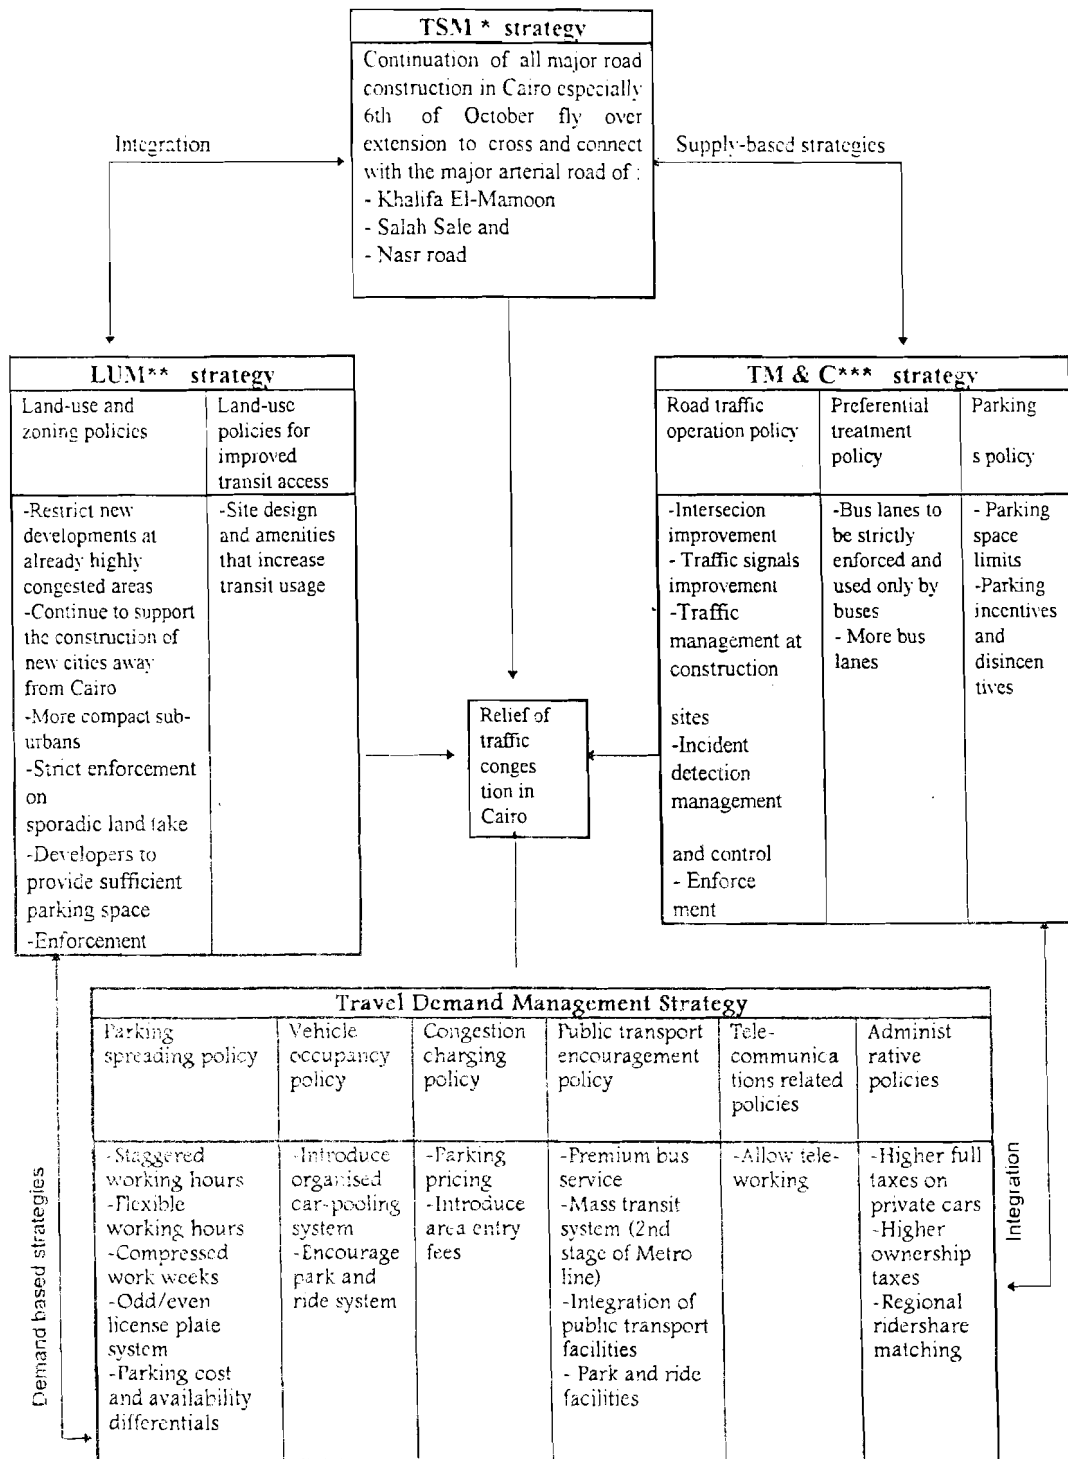 TSM * strategy
Continuation of all major road
construction in Cairo especially
6th of October fly over
extension to cross and connect
with the major arterial road of :
- Khalifa El-Mamoon
- Salah Sale and
- Nasr road
Integration
Supply-based strategies
LUM** strategy
Land-use and
zoning policies
Land-use
policies for
improved
transit access
-Restrict new
developments at
already highly
congested areas
-Continue to support
the construction of
new cities away
from Cairo
-More compact sub-
urbans
-Strict enforcement
on
sporadic land take
-Developers to
provide sufficient
parking space
-Enforcement
-Site design
and amenities
that increase
transit usage
TM & C*** strategy
Road traffic
operation policy
Preferential
treatment
policy
Parking
s policy
-Intersecion
improvement
- Traffic signals
improvement
-Traffic
management at
construction
sites
-Incident
detection
management
and control
- Enforce
ment
-Bus lanes to
be strictly
enforced and
used only by
buses
- More bus
lanes
- Parking
space
limits
-Parking
incentives
and
disincen
tives
Relief of
traffic
conges
tion in
Cairo
Travel Demand Management Strategy
Parking
spreading policy
Vehicle
occupancy
policy
Congestion
charging
policy
Public transport
encouragement
policy
Tele-
communica
tions related
policies
Administ
rative
policies
-Staggered
working hours
-Flexible
working hours
-Compressed
work weeks
-Odd/even
license plate
system
-Parking cost
and availability
differentials
-Introduce
organised
car-pooling
system
-Encourage
park and
ride system
-Parking
pricing
-Introduce
area entry
fees
-Premium bus
service
-Mass transit
system (2nd
stage of Metro
line)
-Integration of
public transport
facilities
- Park and ride
facilities
-Allow tele-
working
-Higher full
taxes on
private cars
-Higher
ownership
taxes
-Regional
ridershare
matching
Demand based strategies
Integration